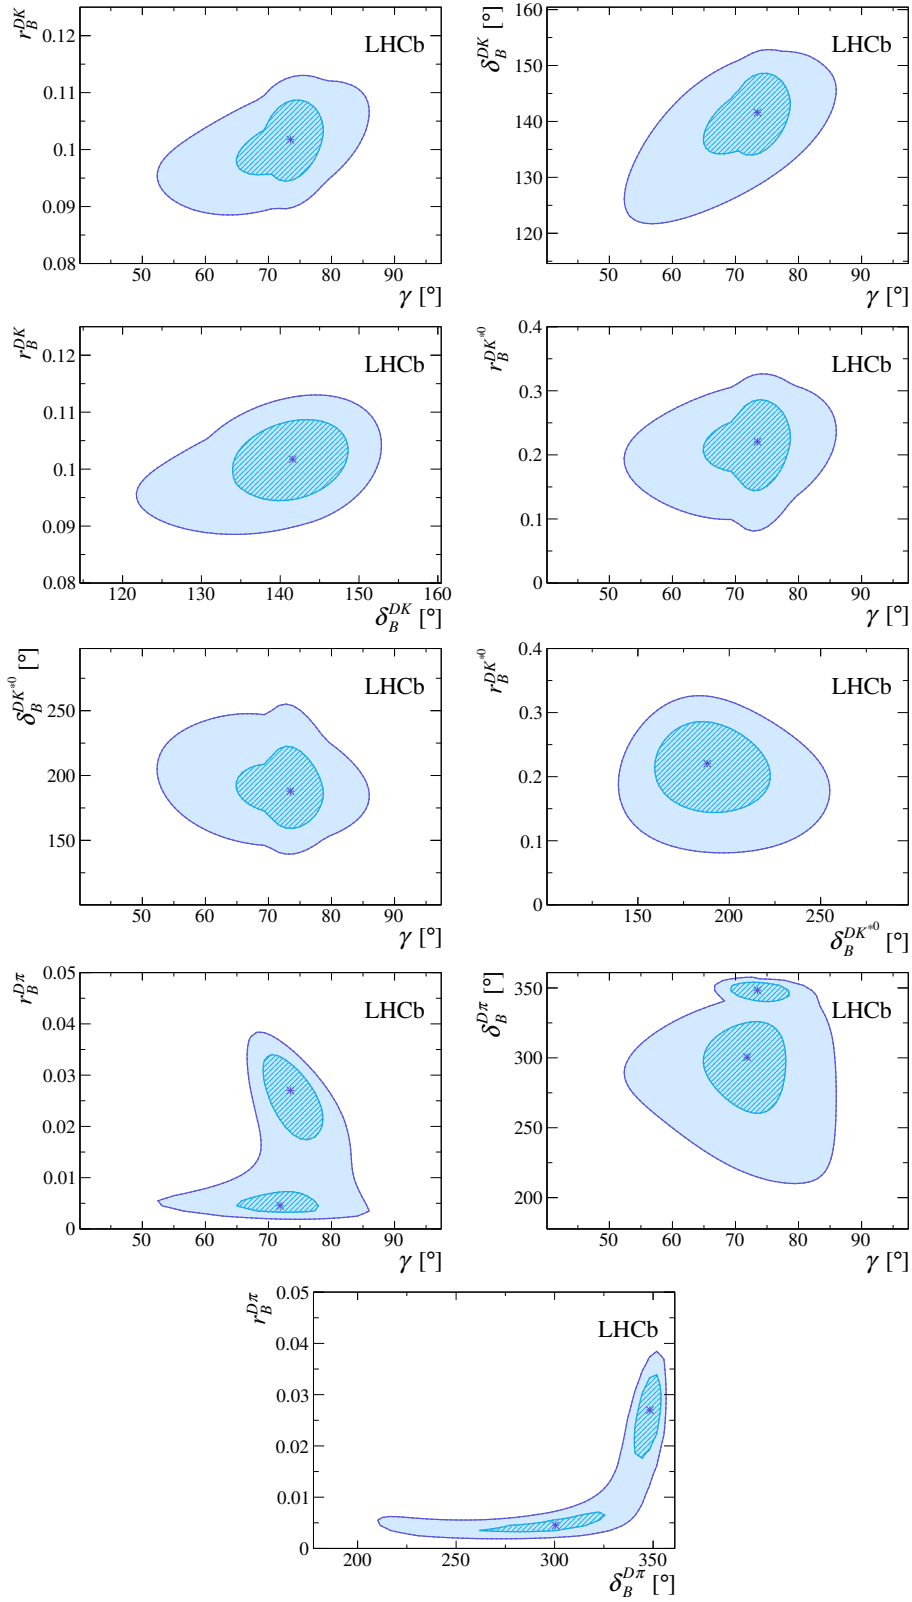 r_B^{DK}
0.12
0.11
0.1
0.09
0.08
LHCb
50 60 70 80 90
γ [°]
δ_B^{DK} [°]
160
150
140
130
120
LHCb
50 60 70 80 90
γ [°]
r_B^{DK}
0.12
0.11
0.1
0.09
0.08
LHCb
120 130 140 150 160
δ_B^{DK} [°]
r_B^{DK*0}
0.4
0.3
0.2
0.1
0
LHCb
50 60 70 80 90
γ [°]
δ_B^{DK*0} [°]
250
200
150
LHCb
50 60 70 80 90
γ [°]
r_B^{DK*0}
0.4
0.3
0.2
0.1
0
LHCb
150 200 250
δ_B^{DK*0} [°]
r_B^{Dπ}
0.05
0.04
0.03
0.02
0.01
0
LHCb
50 60 70 80 90
γ [°]
δ_B^{Dπ} [°]
350
300
250
200
LHCb
50 60 70 80 90
γ [°]
r_B^{Dπ}
0.05
0.04
0.03
0.02
0.01
0
LHCb
200 250 300 350
δ_B^{Dπ} [°]